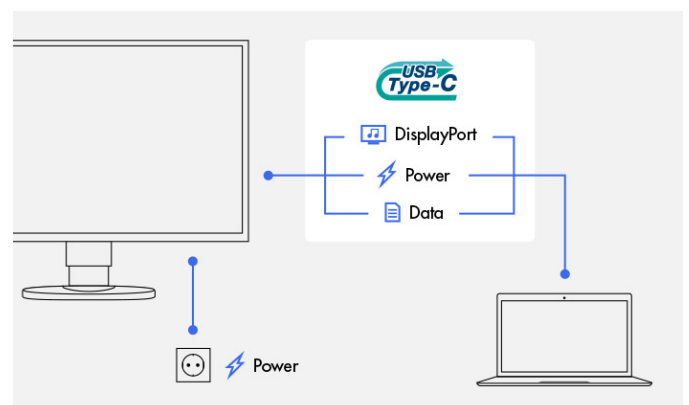 USB
Type-C
DisplayPort
Power
Data
Power